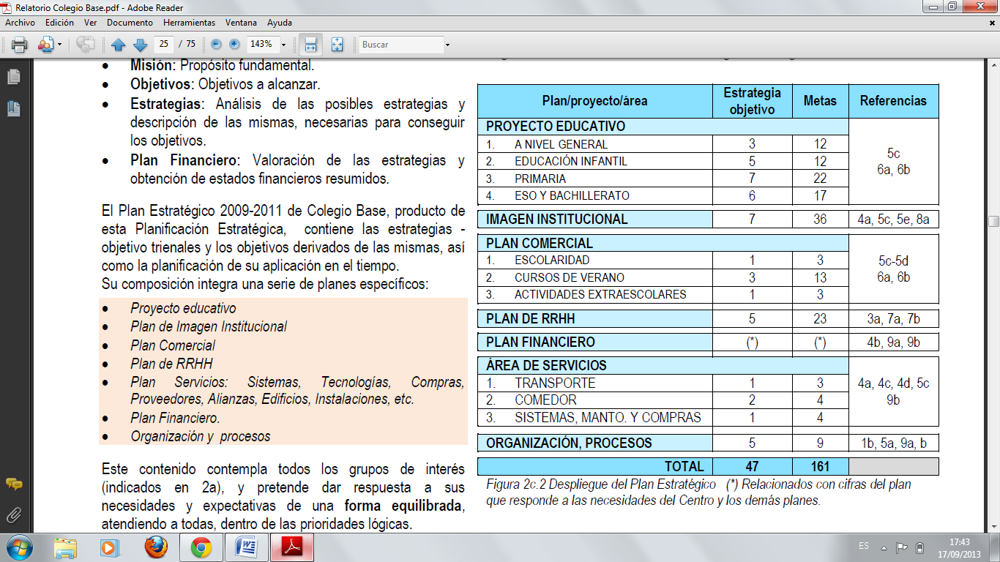 Relatorio Colegio Base.pdf - Adobe Reader
Archivo Edición Ver Documento Herramientas Ventana Ayuda
25 / 75 143% Buscar
• Misión: Propósito fundamental.
• Objetivos: Objetivos a alcanzar.
• Estrategias: Análisis de las posibles estrategias y
descripción de las mismas, necesarias para conseguir
los objetivos.
• Plan Financiero: Valoración de las estrategias y
obtención de estados financieros resumidos.
El Plan Estratégico 2009-2011 de Colegio Base, producto de
esta Planificación Estratégica, contiene las estrategias -
objetivo trienales y los objetivos derivados de las mismas, así
como la planificación de su aplicación en el tiempo.
Su composición integra una serie de planes específicos:
• Proyecto educativo
• Plan de Imagen Institucional
• Plan Comercial
• Plan de RRHH
• Plan Servicios: Sistemas, Tecnologías, Compras,
Proveedores, Alianzas, Edificios, Instalaciones, etc.
• Plan Financiero.
• Organización y procesos
Este contenido contempla todos los grupos de interés
(indicados en 2a), y pretende dar respuesta a sus
necesidades y expectativas de una forma equilibrada,
atendiendo a todas, dentro de las prioridades lógicas.
Plan/proyecto/área Estrategia objetivo Metas Referencias
PROYECTO EDUCATIVO
1. A NIVEL GENERAL 3 12
2. EDUCACIÓN INFANTIL 5 12
3. PRIMARIA 7 22
4. ESO Y BACHILLERATO 6 17
5c
6a, 6b
IMAGEN INSTITUCIONAL 7 36 4a, 5c, 5e, 8a
PLAN COMERCIAL
1. ESCOLARIDAD 1 3
2. CURSOS DE VERANO 3 13
3. ACTIVIDADES EXTRAESCOLARES 1 3
5c-5d
6a, 6b
PLAN DE RRHH 5 23 3a, 7a, 7b
PLAN FINANCIERO (*) (*) 4b, 9a, 9b
ÁREA DE SERVICIOS
1. TRANSPORTE 1 3
2. COMEDOR 2 4
3. SISTEMAS, MANTO. Y COMPRAS 1 4
4a, 4c, 4d, 5c
9b
ORGANIZACIÓN, PROCESOS 5 9 1b, 5a, 9a, b
TOTAL 47 161
Figura 2c.2 Despliegue del Plan Estratégico (*) Relacionados con cifras del plan
que responde a las necesidades del Centro y los demás planes.
ES 17:43
17/09/2013